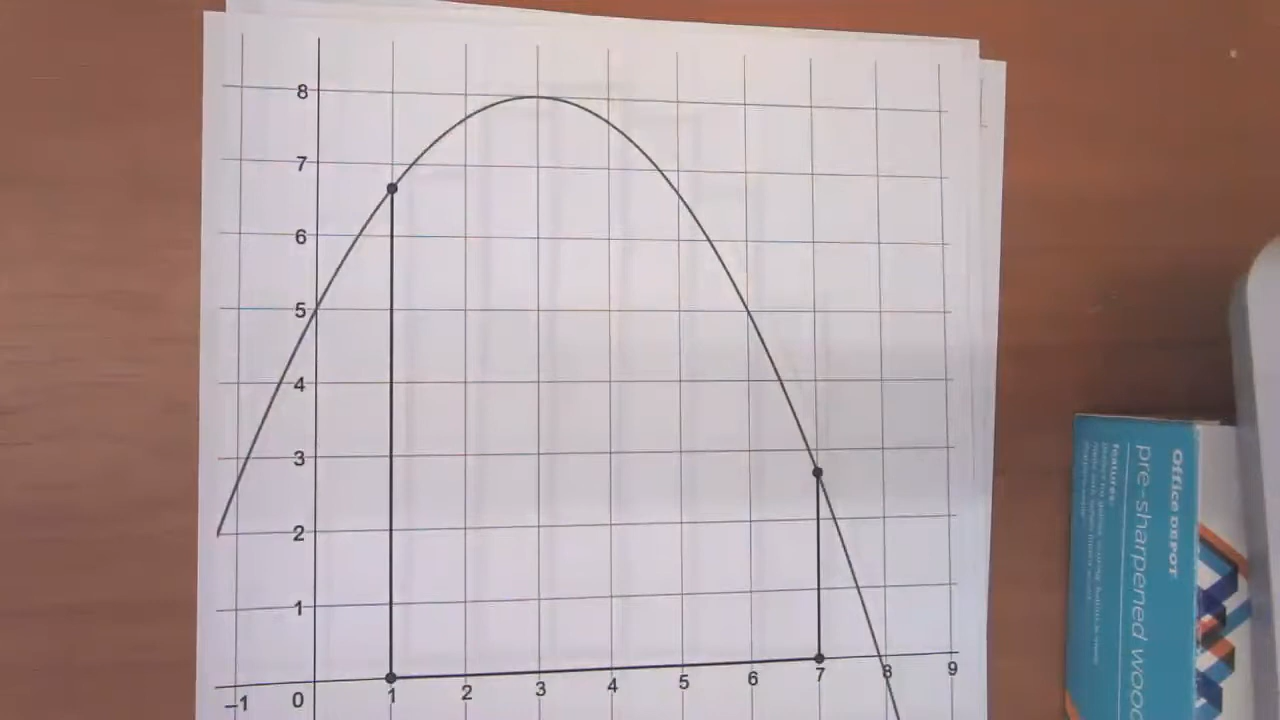 8
7
6
5
4
3
2
1
-1 0 1 2 3 4 5 6 7 8 9
Office DEPOT
pre-sharpened wood
features: